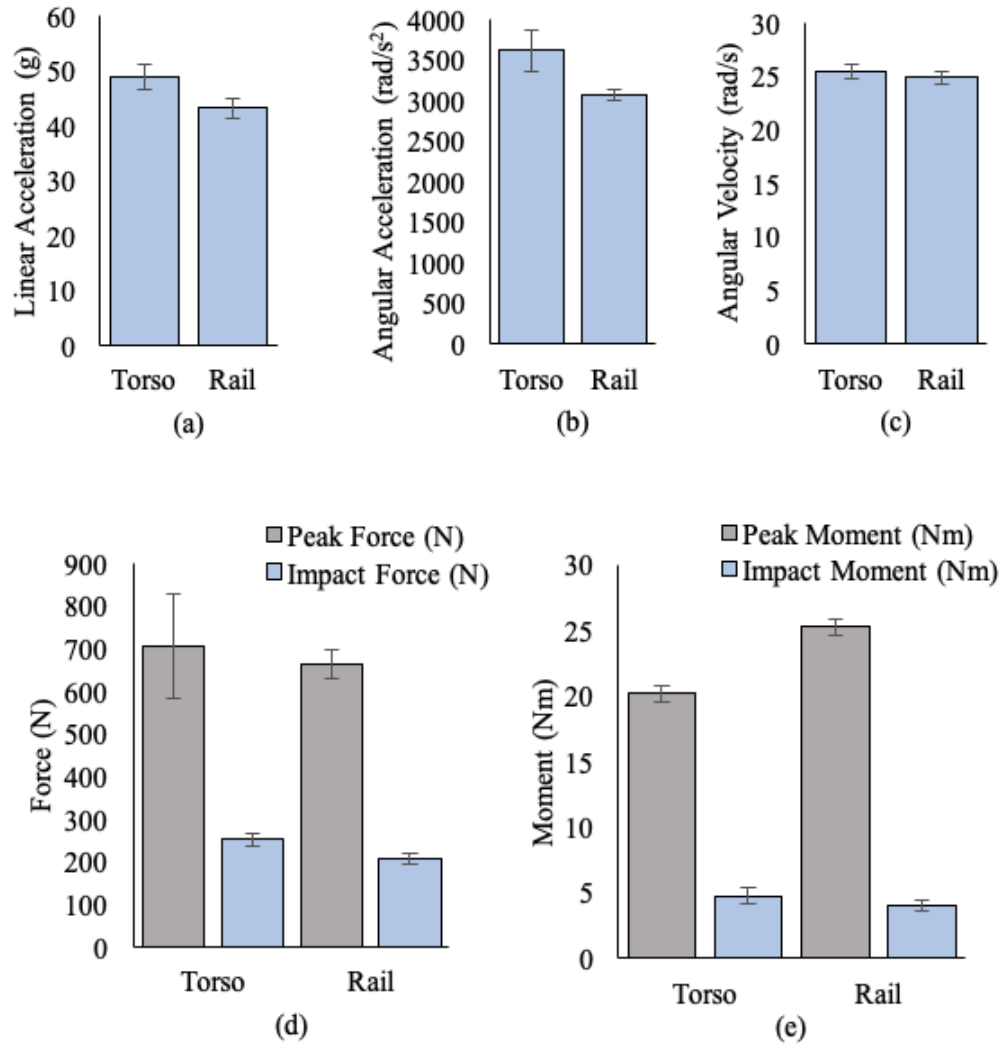 Linear Acceleration (g)
60
50
40
30
20
10
0
Torso Rail
(a)
Angular Acceleration (rad/s²)
4000
3500
3000
2500
2000
1500
1000
500
0
Torso Rail
(b)
Angular Velocity (rad/s)
30
25
20
15
10
5
0
Torso Rail
(c)
Peak Force (N)
Impact Force (N)
Force (N)
900
800
700
600
500
400
300
200
100
0
Torso Rail
(d)
Peak Moment (Nm)
Impact Moment (Nm)
Moment (Nm)
30
25
20
15
10
5
0
Torso Rail
(e)